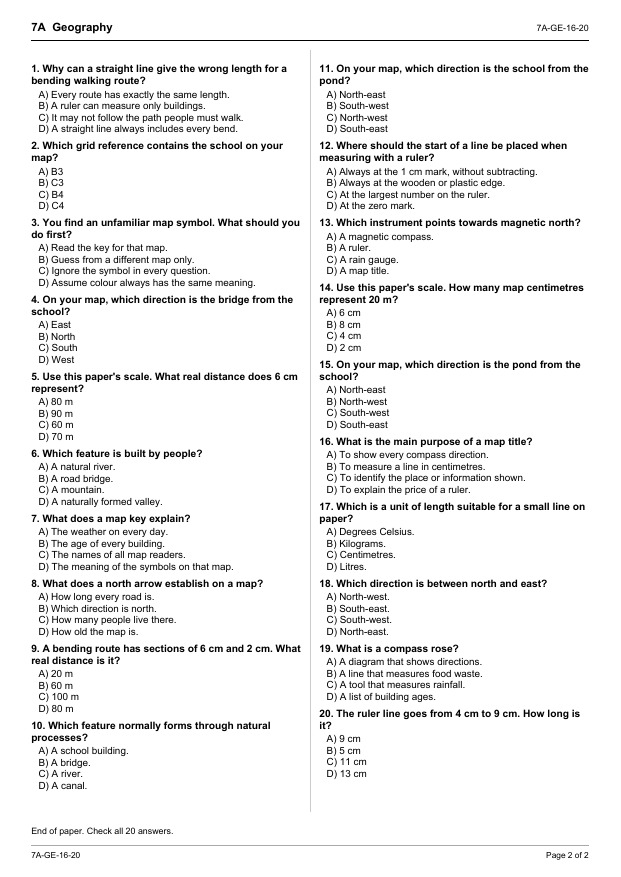 7A Geography
7A-GE-16-20
1. Why can a straight line give the wrong length for a
bending walking route?
A) Every route has exactly the same length.
B) A ruler can measure only buildings.
C) It may not follow the path people must walk.
D) A straight line always includes every bend.
2. Which grid reference contains the school on your
map?
A) B3
B) C3
C) B4
D) C4
3. You find an unfamiliar map symbol. What should you
do first?
A) Read the key for that map.
B) Guess from a different map only.
C) Ignore the symbol in every question.
D) Assume colour always has the same meaning.
4. On your map, which direction is the bridge from the
school?
A) East
B) North
C) South
D) West
5. Use this paper's scale. What real distance does 6 cm
represent?
A) 80 m
B) 90 m
C) 60 m
D) 70 m
6. Which feature is built by people?
A) A natural river.
B) A road bridge.
C) A mountain.
D) A naturally formed valley.
7. What does a map key explain?
A) The weather on every day.
B) The age of every building.
C) The names of all map readers.
D) The meaning of the symbols on that map.
8. What does a north arrow establish on a map?
A) How long every road is.
B) Which direction is north.
C) How many people live there.
D) How old the map is.
9. A bending route has sections of 6 cm and 2 cm. What
real distance is it?
A) 20 m
B) 60 m
C) 100 m
D) 80 m
10. Which feature normally forms through natural
processes?
A) A school building.
B) A bridge.
C) A river.
D) A canal.
11. On your map, which direction is the school from the
pond?
A) North-east
B) South-west
C) North-west
D) South-east
12. Where should the start of a line be placed when
measuring with a ruler?
A) Always at the 1 cm mark, without subtracting.
B) Always at the wooden or plastic edge.
C) At the largest number on the ruler.
D) At the zero mark.
13. Which instrument points towards magnetic north?
A) A magnetic compass.
B) A ruler.
C) A rain gauge.
D) A map title.
14. Use this paper's scale. How many map centimetres
represent 20 m?
A) 6 cm
B) 8 cm
C) 4 cm
D) 2 cm
15. On your map, which direction is the pond from the
school?
A) North-east
B) North-west
C) South-west
D) South-east
16. What is the main purpose of a map title?
A) To show every compass direction.
B) To measure a line in centimetres.
C) To identify the place or information shown.
D) To explain the price of a ruler.
17. Which is a unit of length suitable for a small line on
paper?
A) Degrees Celsius.
B) Kilograms.
C) Centimetres.
D) Litres.
18. Which direction is between north and east?
A) North-west.
B) South-east.
C) South-west.
D) North-east.
19. What is a compass rose?
A) A diagram that shows directions.
B) A line that measures food waste.
C) A tool that measures rainfall.
D) A list of building ages.
20. The ruler line goes from 4 cm to 9 cm. How long is
it?
A) 9 cm
B) 5 cm
C) 11 cm
D) 13 cm
End of paper. Check all 20 answers.
7A-GE-16-20
Page 2 of 2